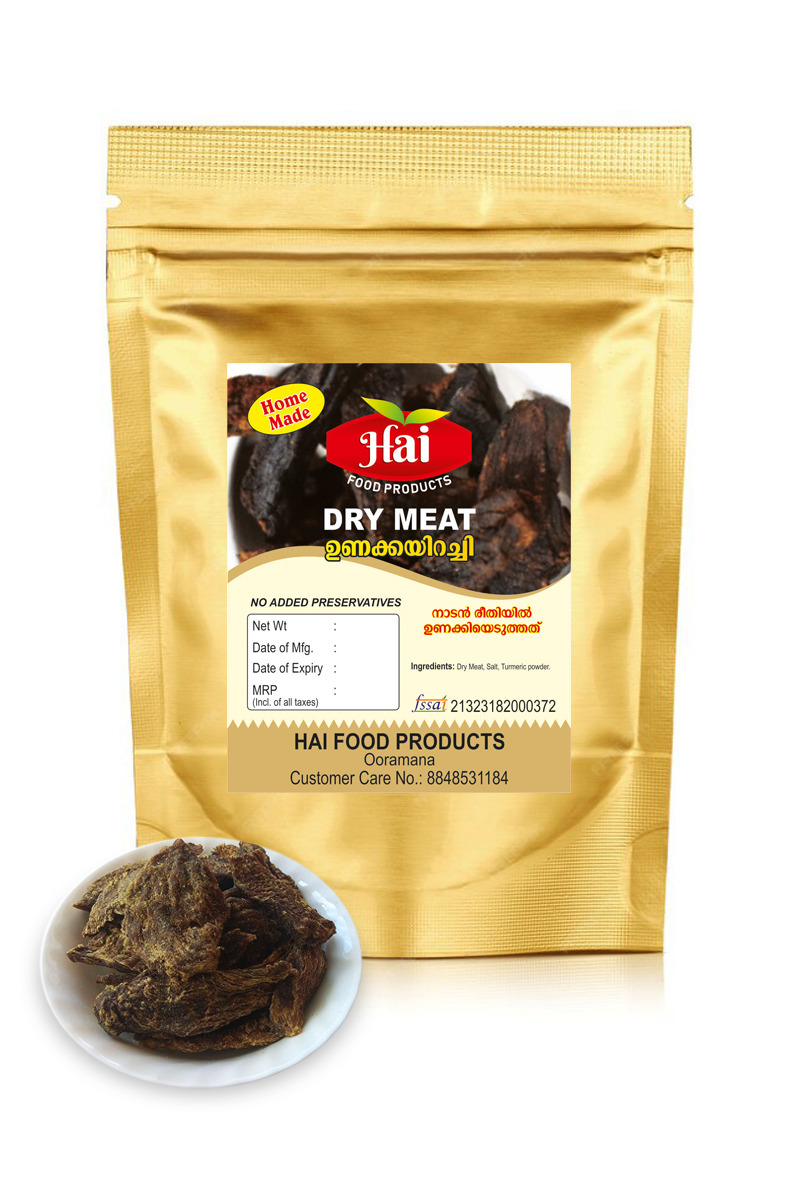 Home
Made
Hai
FOOD PRODUCTS
DRY MEAT
ഉണക്കയിറച്ചി
NO ADDED PRESERVATIVES
Net Wt :
Date of Mfg. :
Date of Expiry :
MRP :
(Incl. of all taxes)
നാടൻ രീതിയിൽ
ഉണക്കിയെടുത്തത്
Ingredients: Dry Meat, Salt, Turmeric powder.
fssai 21323182000372
HAI FOOD PRODUCTS
Ooramana
Customer Care No.: 8848531184